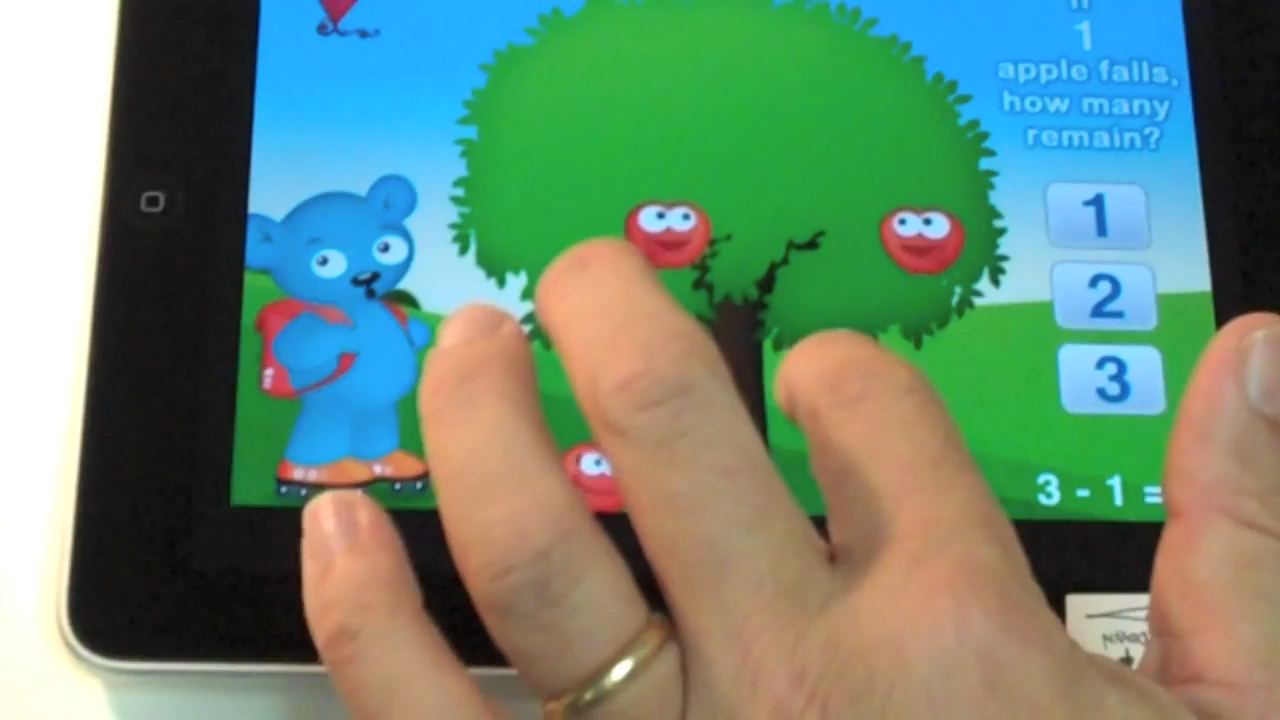 1
apple falls,
how many
remain?
1
2
3
3 - 1 =